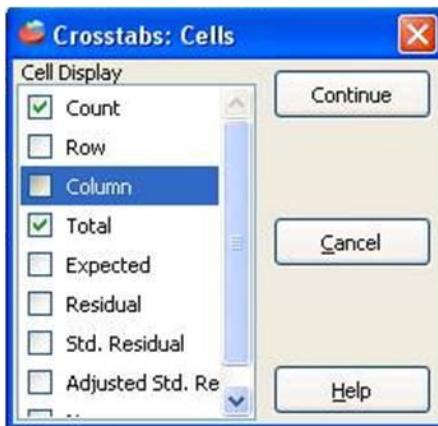 Crosstabs: Cells
Cell Display
Count
Row
Column
Total
Expected
Residual
Std. Residual
Adjusted Std. Re
Continue
Cancel
Help